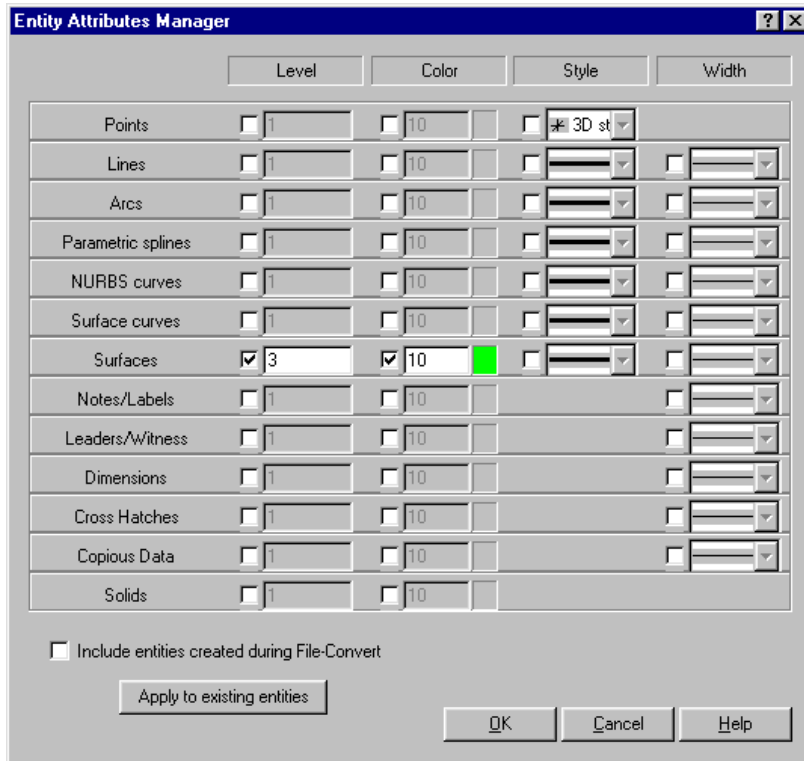 Entity Attributes Manager
Level Color Style Width
Points 1 10 3D st
Lines 1 10
Arcs 1 10
Parametric splines 1 10
NURBS curves 1 10
Surface curves 1 10
Surfaces 3 10
Notes/Labels 1 10
Leaders/Witness 1 10
Dimensions 1 10
Cross Hatches 1 10
Copious Data 1 10
Solids 1 10
Include entities created during File-Convert
Apply to existing entities
OK Cancel Help